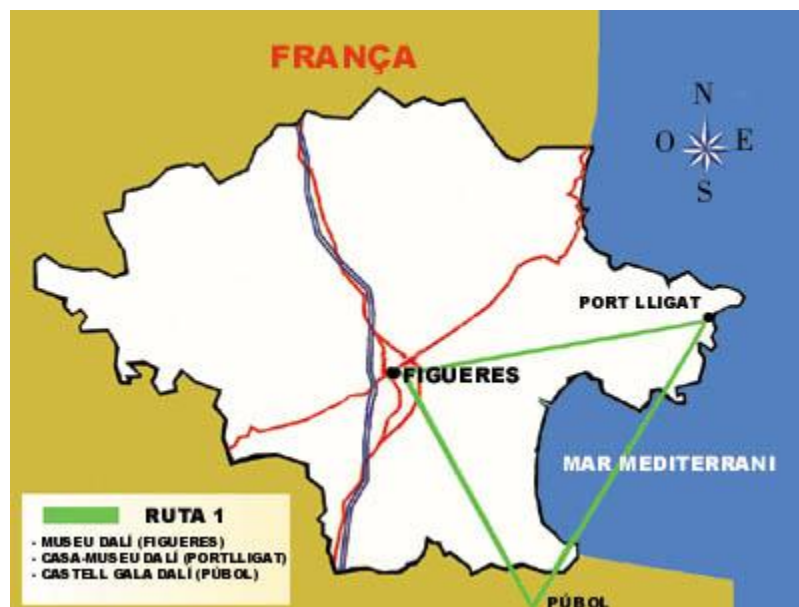 FRANÇA
N
O E
S
PORT LLIGAT
FIGUERES
MAR MEDITERRANI
RUTA 1
- MUSEU DALÍ (FIGUERES)
- CASA-MUSEU DALÍ (PORTLLIGAT)
- CASTELL GALA DALÍ (PÚBOL)
PÚBOL